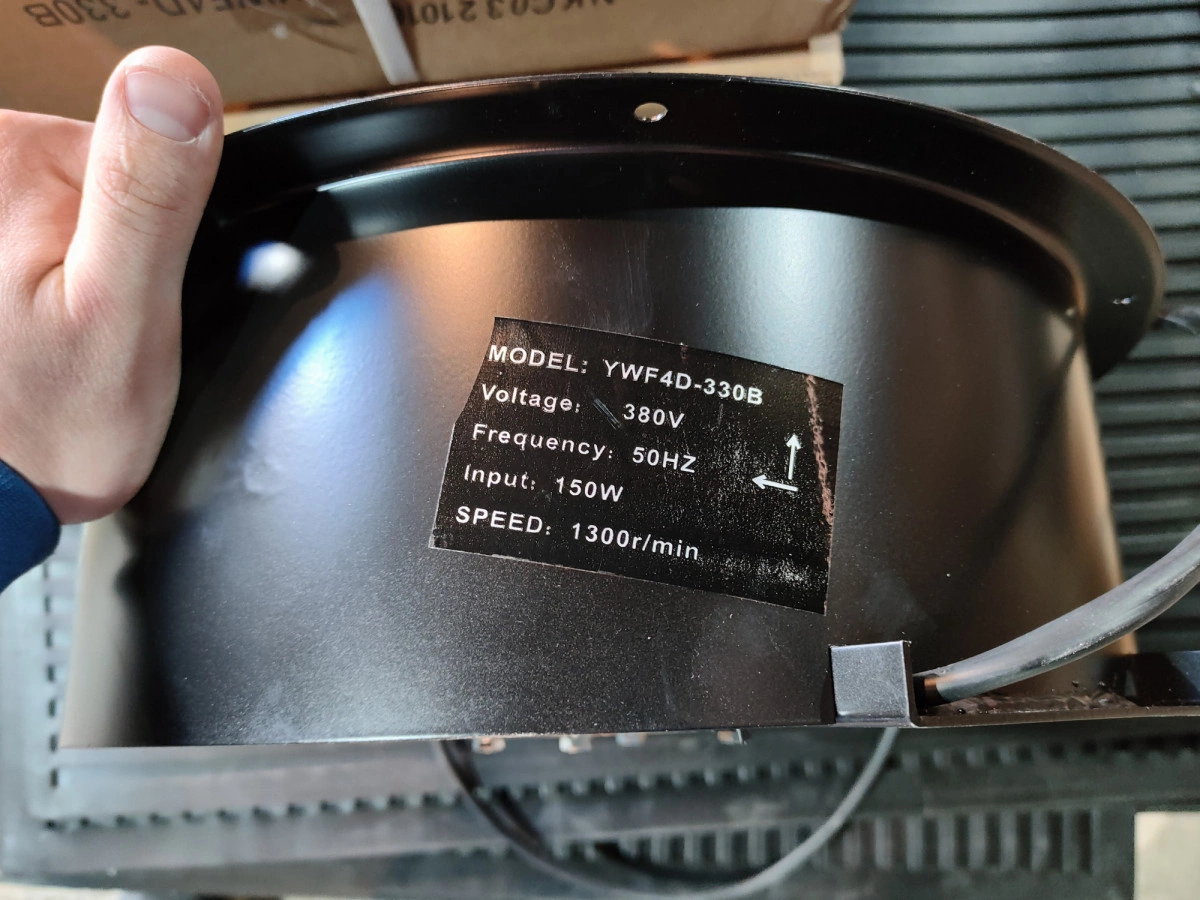 MODEL: YWF4D-330B
Voltage: 380V
Frequency: 50HZ
Input: 150W
SPEED: 1300r/min